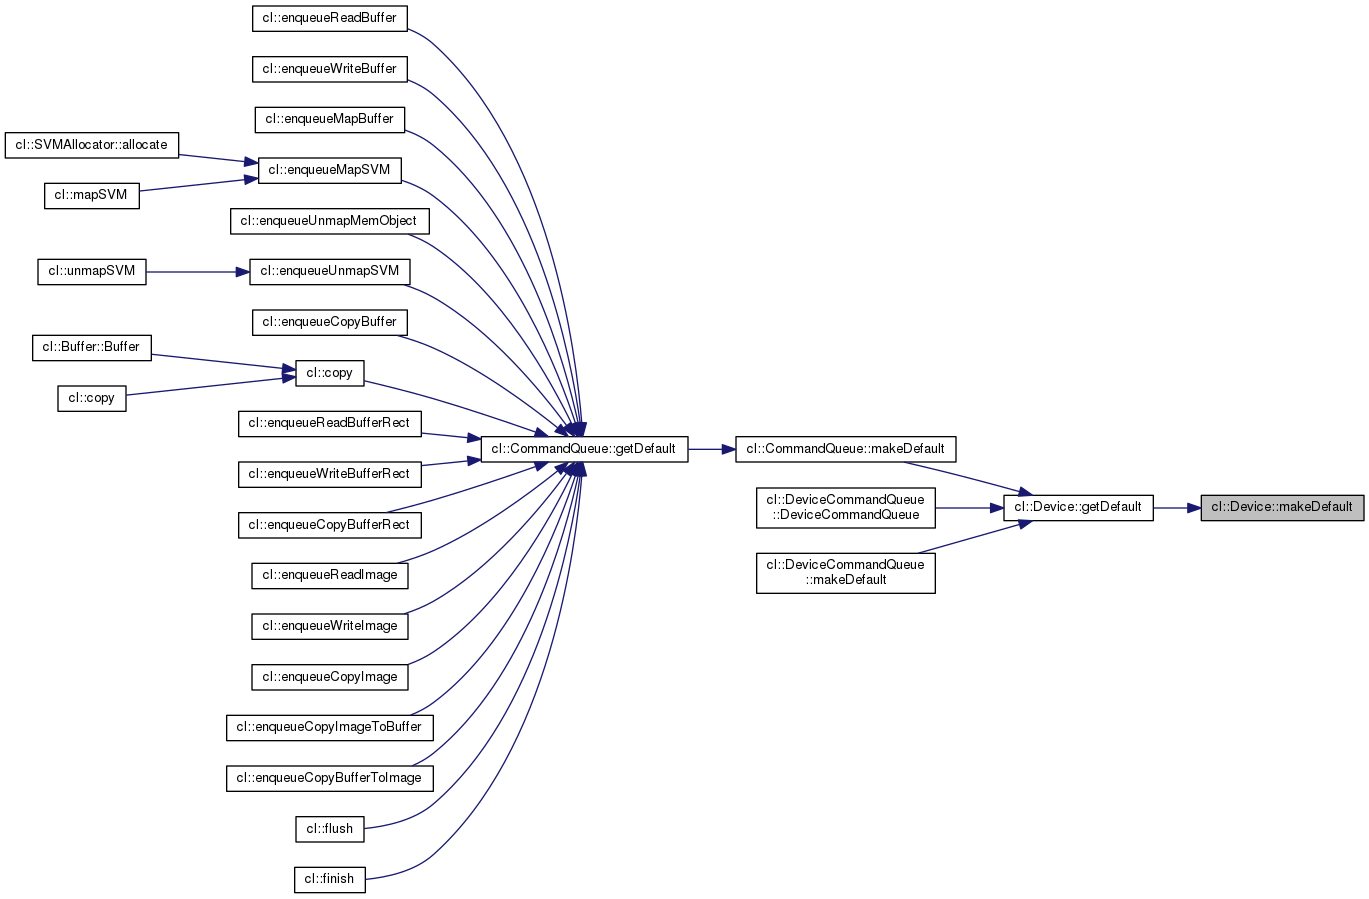 cl::enqueueReadBuffer
cl::enqueueWriteBuffer
cl::enqueueMapBuffer
cl::SVMAllocator::allocate
cl::enqueueMapSVM
cl::mapSVM
cl::enqueueUnmapMemObject
cl::unmapSVM
cl::enqueueUnmapSVM
cl::enqueueCopyBuffer
cl::Buffer::Buffer
cl::copy
cl::copy
cl::enqueueReadBufferRect
cl::CommandQueue::getDefault
cl::CommandQueue::makeDefault
cl::enqueueWriteBufferRect
cl::DeviceCommandQueue
::DeviceCommandQueue
cl::Device::getDefault
cl::Device::makeDefault
cl::enqueueCopyBufferRect
cl::DeviceCommandQueue
::makeDefault
cl::enqueueReadImage
cl::enqueueWriteImage
cl::enqueueCopyImage
cl::enqueueCopyImageToBuffer
cl::enqueueCopyBufferToImage
cl::flush
cl::finish